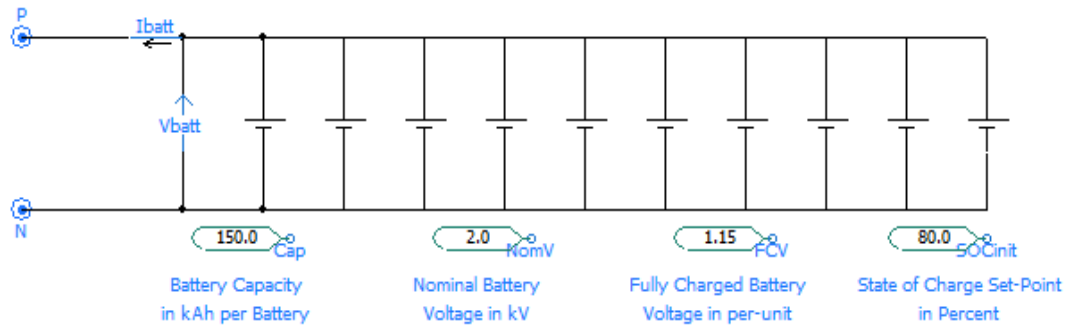 P
Ibatt
Vbatt
N
150.0
Cap
2.0
NomV
1.15
FCV
80.0
SOCinit
Battery Capacity
in kAh per Battery
Nominal Battery
Voltage in kV
Fully Charged Battery
Voltage in per-unit
State of Charge Set-Point
in Percent